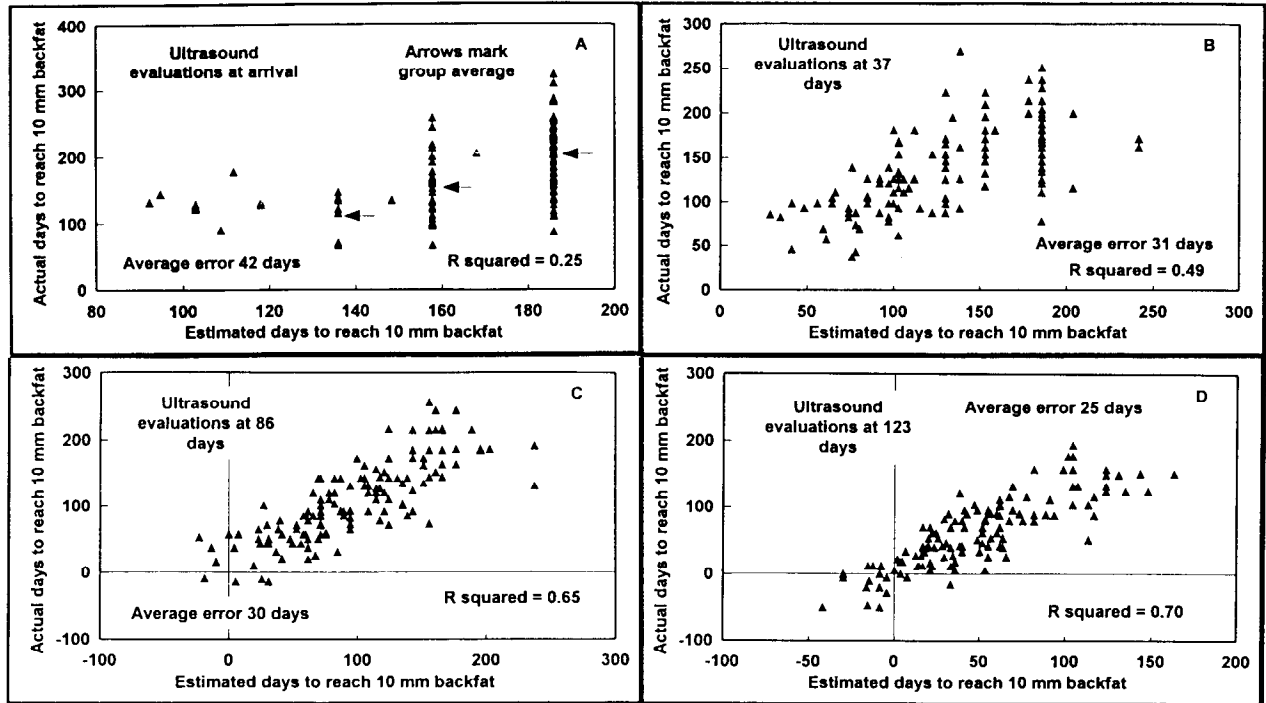 A
Ultrasound
evaluations at arrival
Arrows mark
group average
Average error 42 days
R squared = 0.25
Actual days to reach 10 mm backfat
400
300
200
100
0
80 100 120 140 160 180 200
Estimated days to reach 10 mm backfat
B
Ultrasound
evaluations at 37
days
Average error 31 days
R squared = 0.49
Actual days to reach 10 mm backfat
300
250
200
150
100
50
0
0 50 100 150 200 250 300
Estimated days to reach 10 mm backfat
C
Ultrasound
evaluations at 86
days
Average error 30 days
R squared = 0.65
Actual days to reach 10 mm backfat
300
200
100
0
-100
-100 0 100 200 300
Estimated days to reach 10 mm backfat
D
Ultrasound
evaluations at 123
days
Average error 25 days
R squared = 0.70
Actual days to reach 10 mm backfat
300
200
100
0
-100
-100 -50 0 50 100 150 200
Estimated days to reach 10 mm backfat